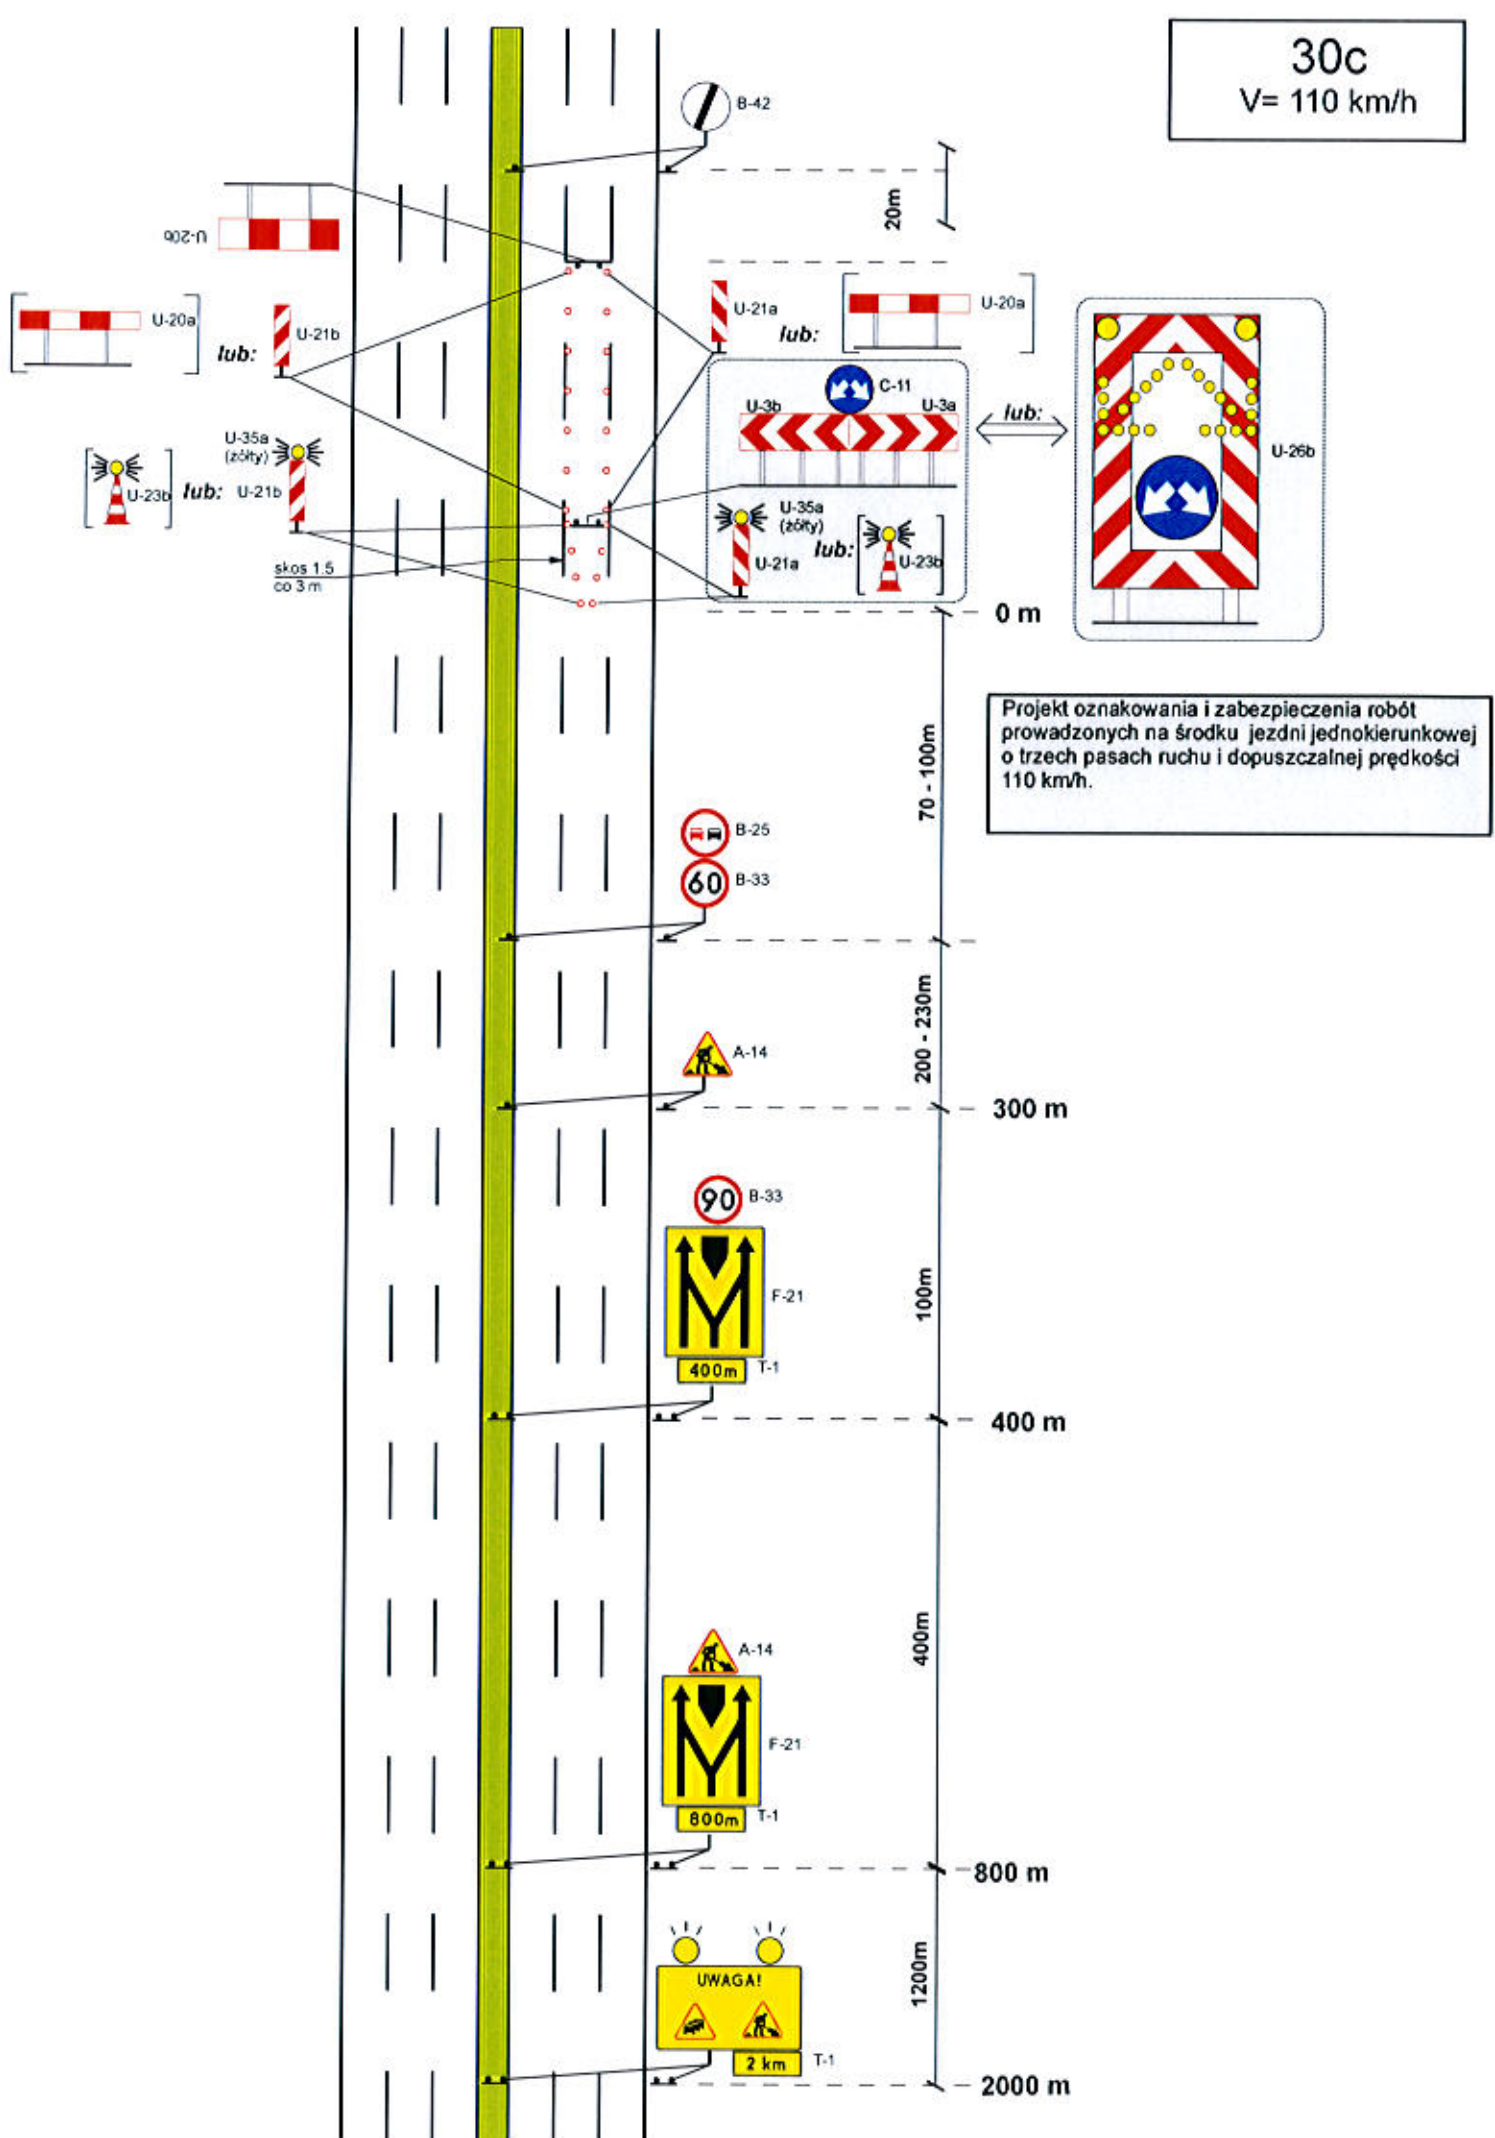 30c
V= 110 km/h
B-42
20m
U-20b
U-20a
lub:
U-21b
U-21a
lub:
U-20a
C-11
U-3b
U-3a
lub:
U-26b
U-35a
(żółty)
U-23b
lub:
U-21b
U-35a
(żółty)
lub:
U-21a
U-23b
skos 1.5
co 3 m
0 m
Projekt oznakowania i zabezpieczenia robót
prowadzonych na środku jezdni jednokierunkowej
o trzech pasach ruchu i dopuszczalnej prędkości
110 km/h.
70 - 100m
B-25
60
B-33
200 - 230m
A-14
300 m
90
B-33
F-21
100m
400m
T-1
400 m
400m
A-14
F-21
800m
T-1
800 m
1200m
UWAGA!
2 km
T-1
2000 m